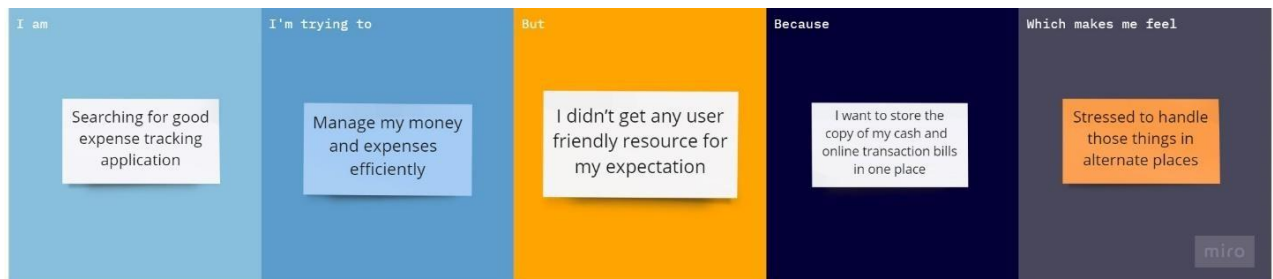 I am
Searching for good
expense tracking
application
I'm trying to
Manage my money
and expenses
efficiently
But
I didn't get any user
friendly resource for
my expectation
Because
I want to store the
copy of my cash and
online transaction bills
in one place
Which makes me feel
Stressed to handle
those things in
alternate places
miro